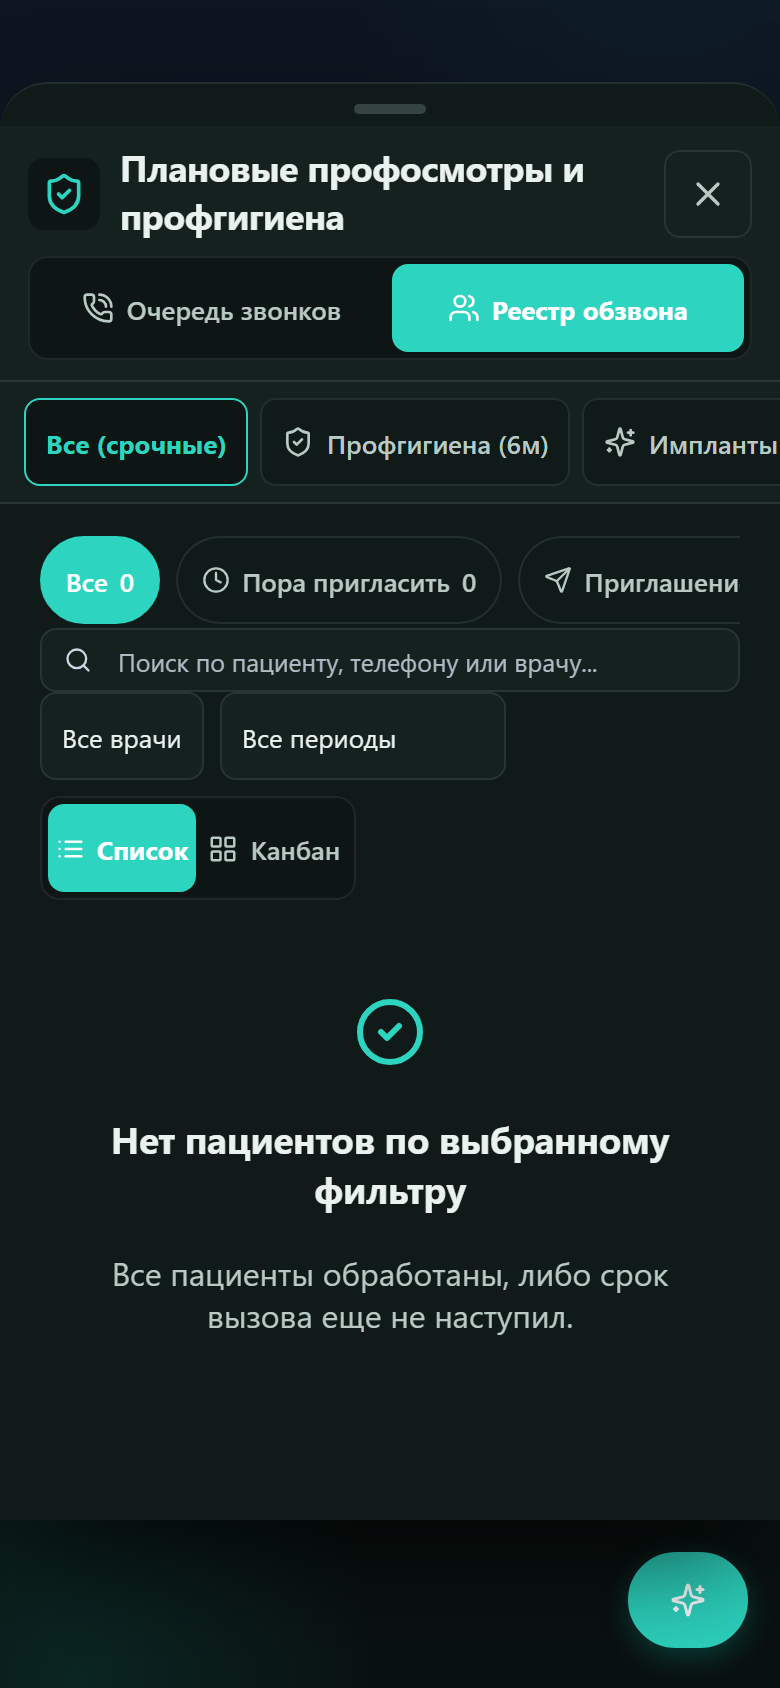 Плановые профосмотры и
профгигиена
Очередь звонков
Реестр обзвона
Все (срочные)
Профгигиена (6м)
Импланты
Все 0
Пора пригласить 0
Приглашени
Поиск по пациенту, телефону или врачу...
Все врачи
Все периоды
Список
Канбан
Нет пациентов по выбранному
фильтру
Все пациенты обработаны, либо срок
вызова еще не наступил.